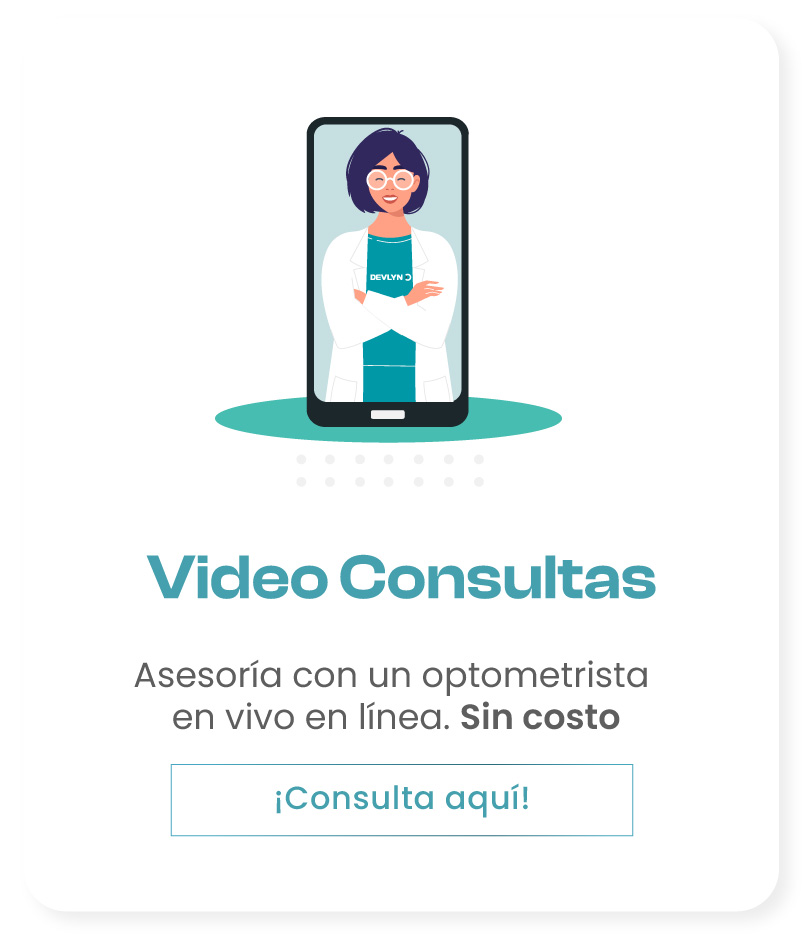 DEVLYN
Video Consultas
Asesoría con un optometrista
en vivo en línea. Sin costo
¡Consulta aquí!